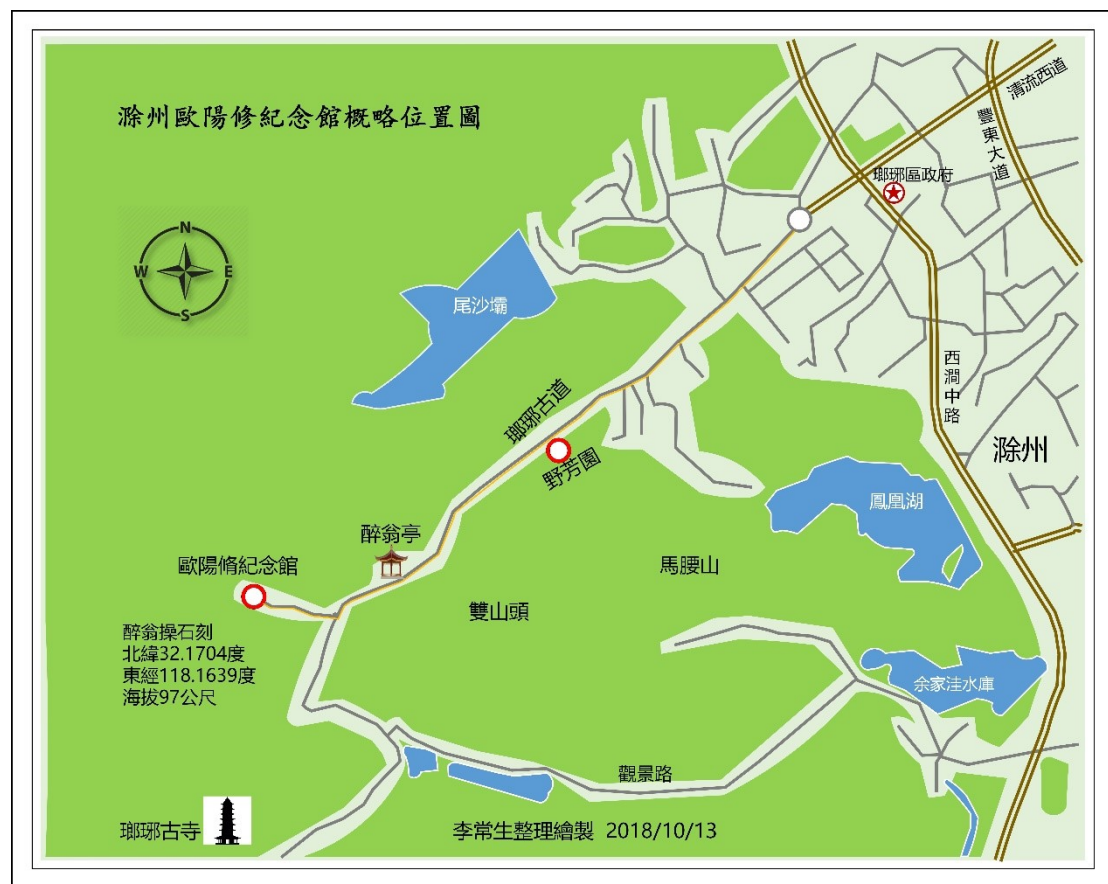 滁州歐陽修紀念館概略位置圖
N
W
E
S
清流西道
豐東大道
瑯琊區政府
尾沙壩
西澗中路
瑯琊古道
滁州
野芳園
鳳凰湖
醉翁亭
馬腰山
歐陽脩紀念館
雙山頭
醉翁操石刻
北緯32.1704度
東經118.1639度
海拔97公尺
余家洼水庫
觀景路
瑯琊古寺
李常生整理繪製 2018/10/13